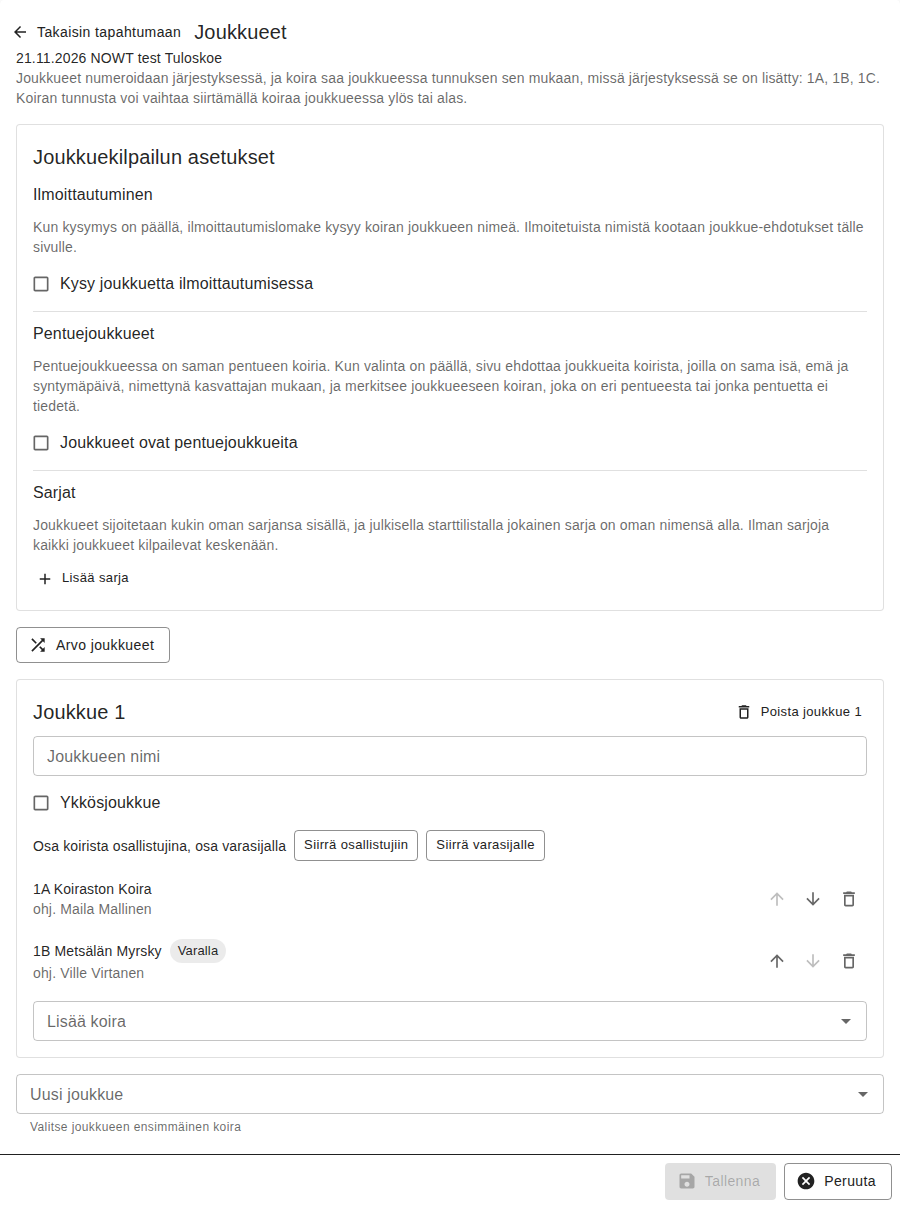 Takaisin tapahtumaan Joukkueet
21.11.2026 NOWT test Tuloskoe
Joukkueet numeroidaan järjestyksessä, ja koira saa joukkueessa tunnuksen sen mukaan, missä järjestyksessä se on lisätty: 1A, 1B, 1C.
Koiran tunnusta voi vaihtaa siirtämällä koiraa joukkueessa ylös tai alas.
Joukkuekilpailun asetukset
Ilmoittautuminen
Kun kysymys on päällä, ilmoittautumislomake kysyy koiran joukkueen nimeä. Ilmoitetuista nimistä kootaan joukkue-ehdotukset tälle
sivulle.
Kysy joukkuetta ilmoittautumisessa
Pentuejoukkueet
Pentuejoukkueessa on saman pentueen koiria. Kun valinta on päällä, sivu ehdottaa joukkueita koirista, joilla on sama isä, emä ja
syntymäpäivä, nimettynä kasvattajan mukaan, ja merkitsee joukkueeseen koiran, joka on eri pentueesta tai jonka pentuetta ei
tiedetä.
Joukkueet ovat pentuejoukkueita
Sarjat
Joukkueet sijoitetaan kukin oman sarjansa sisällä, ja julkisella starttilistalla jokainen sarja on oman nimensä alla. Ilman sarjoja
kaikki joukkueet kilpailevat keskenään.
Lisää sarja
Arvo joukkueet
Joukkue 1
Poista joukkue 1
Joukkueen nimi
Ykkösjoukkue
Osa koirista osallistujina, osa varasijalla Siirrä osallistujiin Siirrä varasijalle
1A Koiraston Koira
ohj. Maila Mallinen
1B Metsälän Myrsky Varalla
ohj. Ville Virtanen
Lisää koira
Uusi joukkue
Valitse joukkueen ensimmäinen koira
Tallenna Peruuta